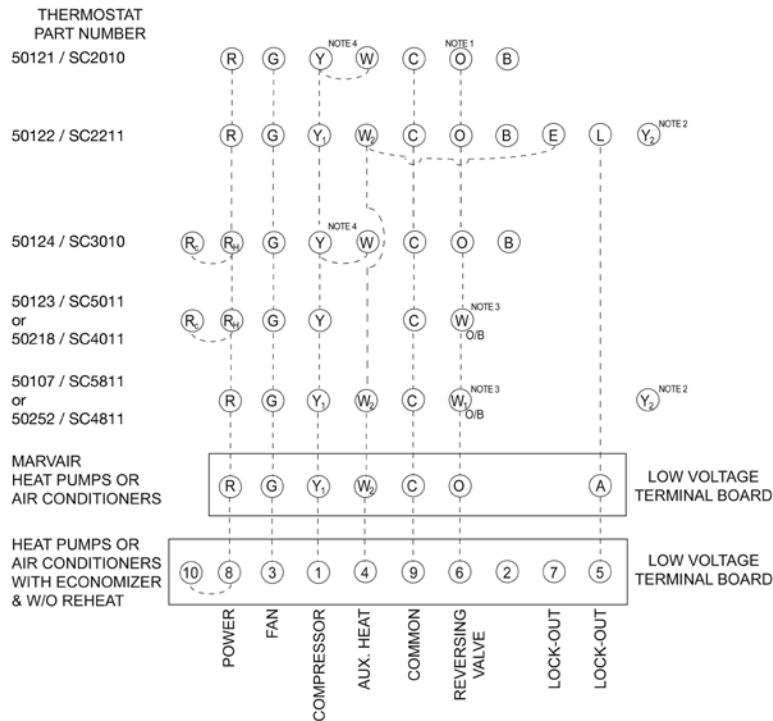 THERMOSTAT
PART NUMBER
50121 / SC2010 R G Y NOTE 4 W C O NOTE 1 B
50122 / SC2211 R G Y1 W2 C O B E L Y2 NOTE 2
50124 / SC3010 Rc RH G Y NOTE 4 W C O B
50123 / SC5011
or
50218 / SC4011
Rc RH G Y C W NOTE 3
O/B
50107 / SC5811
or
50252 / SC4811
R G Y1 W2 C W1 NOTE 3 Y2 NOTE 2
O/B
MARVAIR
HEAT PUMPS OR
AIR CONDITIONERS
R G Y1 W2 C O A
LOW VOLTAGE
TERMINAL BOARD
HEAT PUMPS OR
AIR CONDITIONERS
WITH ECONOMIZER
& W/O REHEAT
10 8 3 1 4 9 6 2 7 5
LOW VOLTAGE
TERMINAL BOARD
POWER
FAN
COMPRESSOR
AUX. HEAT
COMMON
REVERSING
VALVE
LOCK-OUT
LOCK-OUT